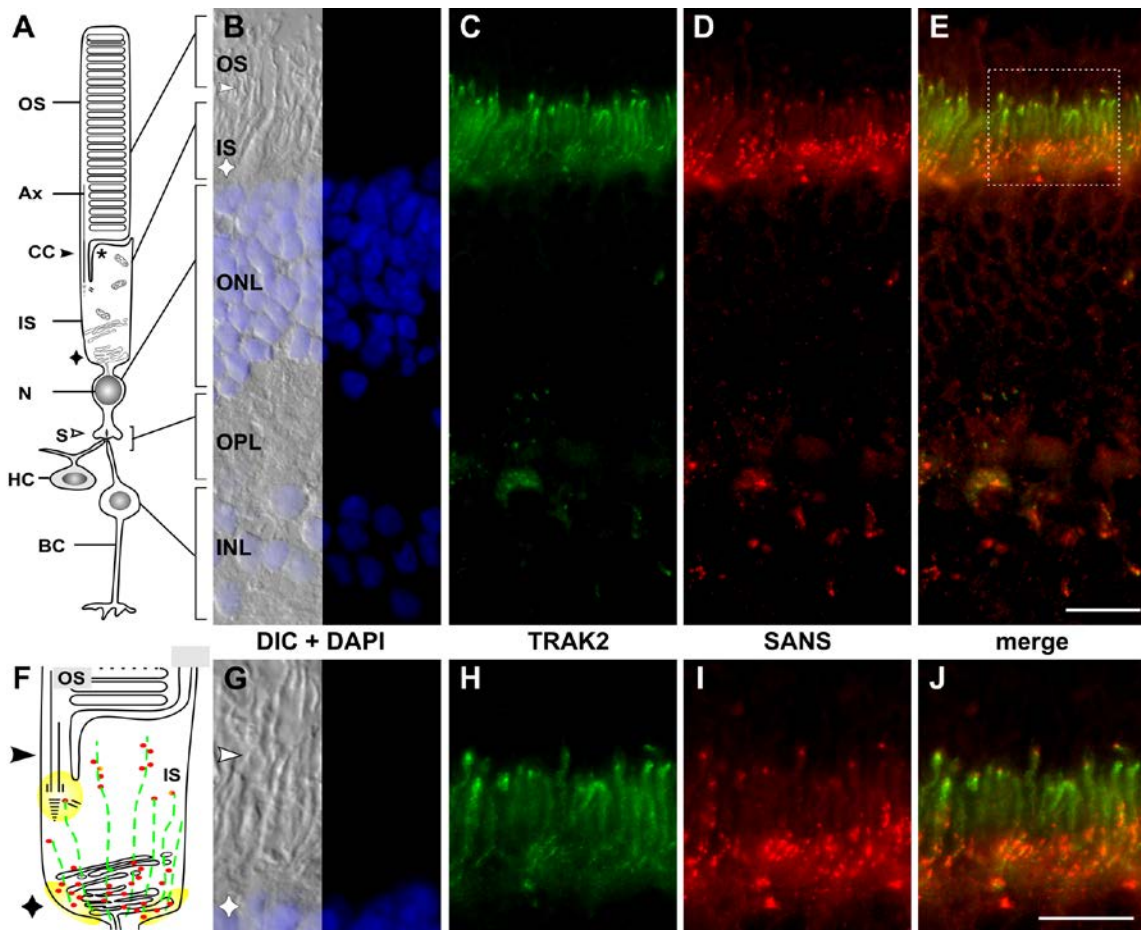 A
B
C
D
E
OS
Ax
CC
*
IS
N
S
HC
BC
OS
IS
ONL
OPL
INL
DIC + DAPI
TRAK2
SANS
merge
F
G
H
I
J
OS
IS